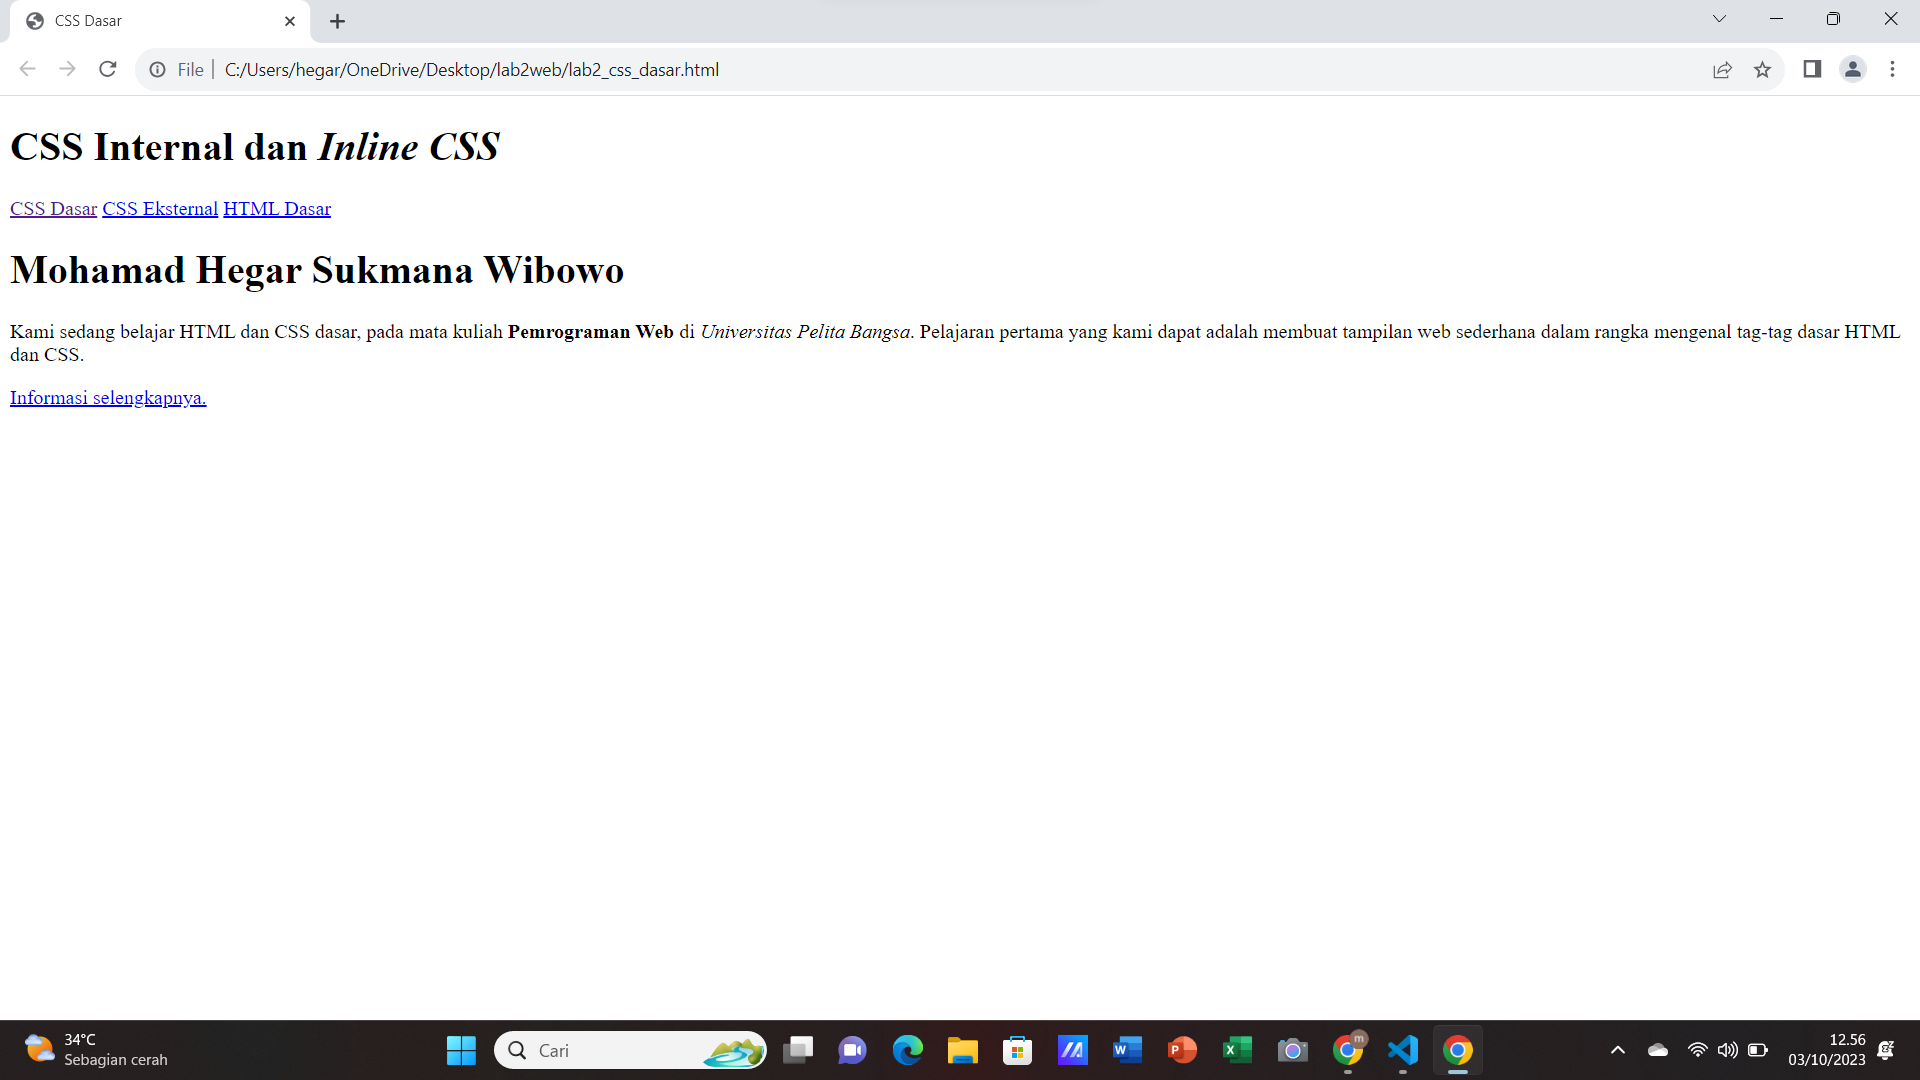 CSS Dasar
File
C:/Users/hegar/OneDrive/Desktop/lab2web/lab2_css_dasar.html
CSS Internal dan Inline CSS
CSS Dasar CSS Eksternal HTML Dasar
Mohamad Hegar Sukmana Wibowo
Kami sedang belajar HTML dan CSS dasar, pada mata kuliah Pemrograman Web di Universitas Pelita Bangsa. Pelajaran pertama yang kami dapat adalah membuat tampilan web sederhana dalam rangka mengenal tag-tag dasar HTML
dan CSS.
Informasi selengkapnya.
34°C
Sebagian cerah
Cari
W
P
X
m
12.56
03/10/2023